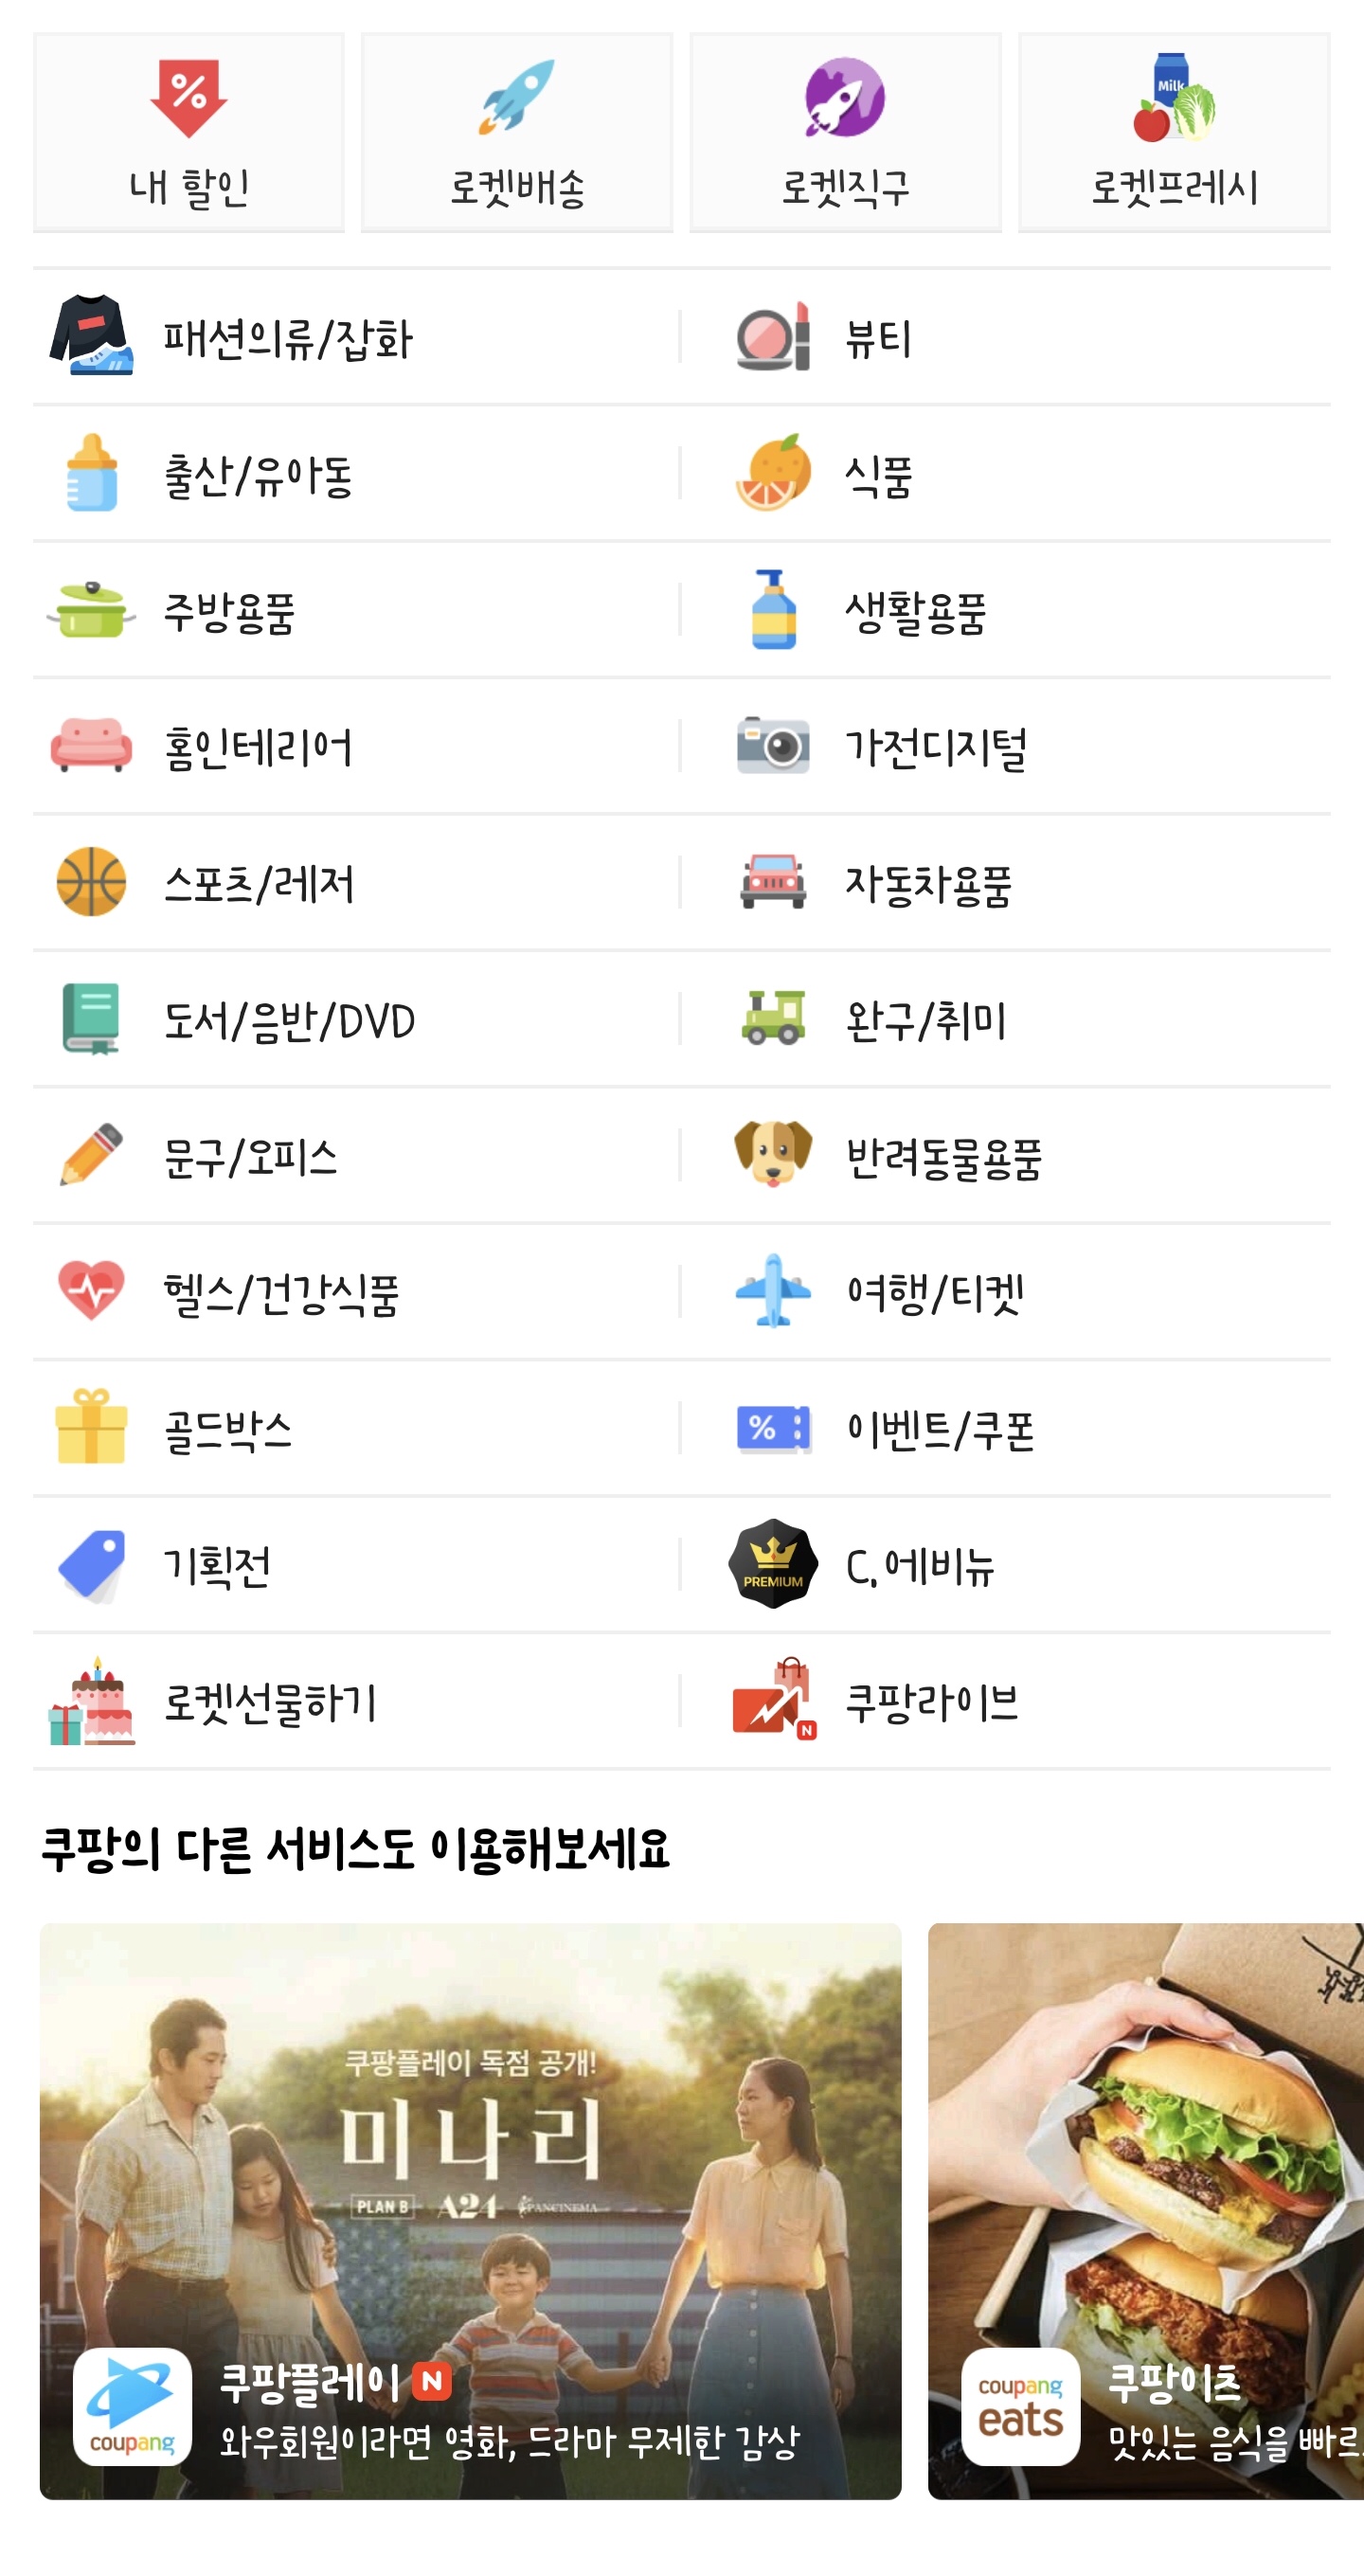 %
Milk
내 할인
로켓배송
로켓직구
로켓프레시
패션의류/잡화
뷰티
출산/유아동
식품
주방용품
생활용품
홈인테리어
가전디지털
스포츠/레저
자동차용품
도서/음반/DVD
완구/취미
문구/오피스
반려동물용품
헬스/건강식품
여행/티켓
골드박스
%
이벤트/쿠폰
기획전
PREMIUM
C.에비뉴
로켓선물하기
N
쿠팡라이브
쿠팡의 다른 서비스도 이용해보세요
쿠팡플레이 독점 공개!
미나리
PLAN B A24 PANCINEMA
coupang
쿠팡플레이 N
와우회원이라면 영화, 드라마 무제한 감상
coupang
eats
쿠팡이츠
맛있는 음식을